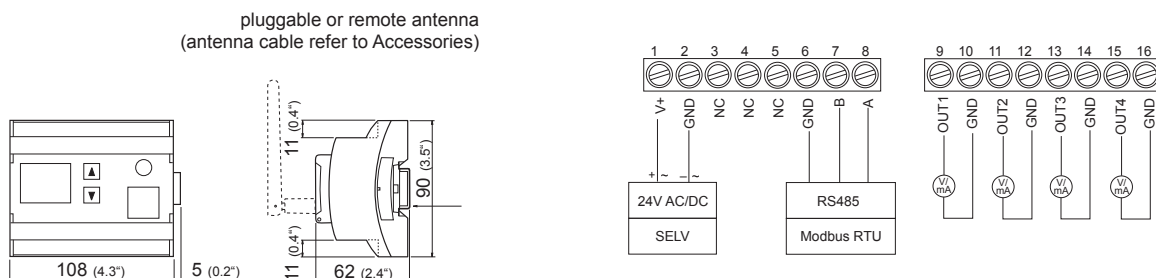 pluggable or remote antenna
(antenna cable refer to Accessories)
11 (0.4“)
90 (3.5“)
11 (0.4“)
108 (4.3“)
5 (0.2“)
62 (2.4“)
1 2 3 4 5 6 7 8
V+ GND NC NC NC GND B A
+ ~ – ~
24V AC/DC
SELV
RS485
Modbus RTU
9 10 11 12 13 14 15 16
OUT1 GND OUT2 GND OUT3 GND OUT4 GND
V/ mA V/ mA V/ mA V/ mA